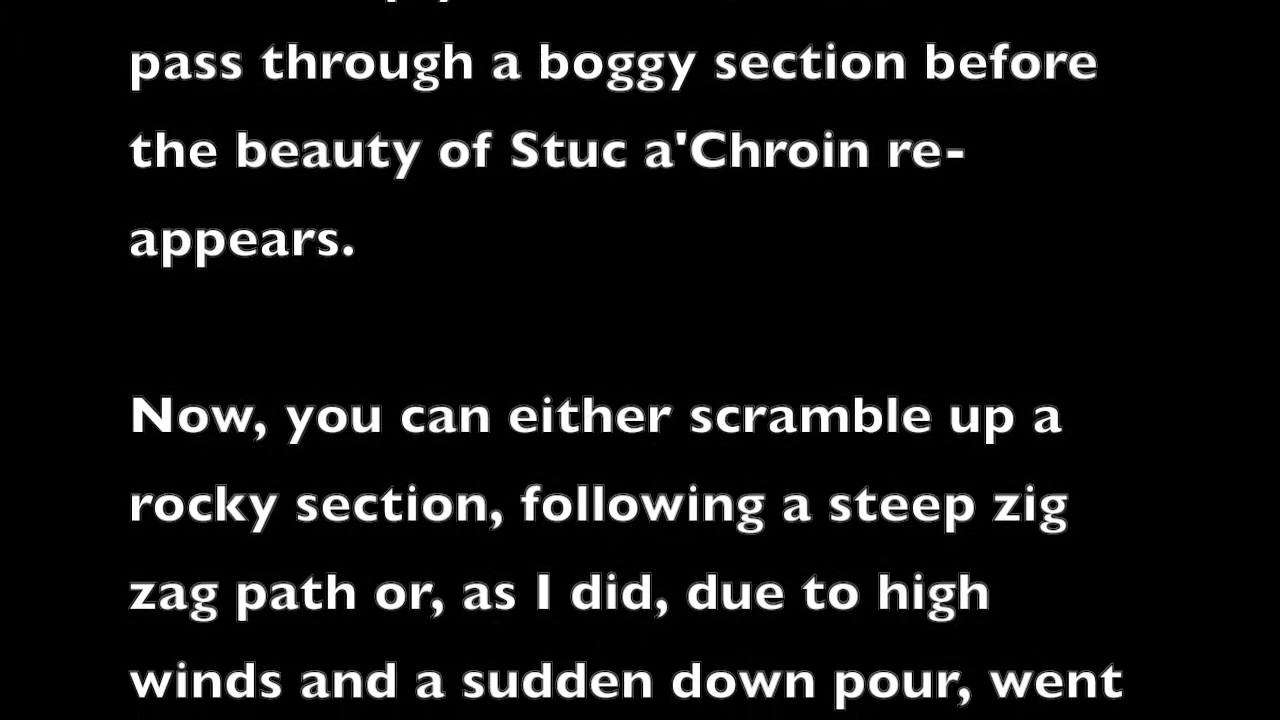 pass through a boggy section before
the beauty of Stuc a'Chroin re-
appears.
Now, you can either scramble up a
rocky section, following a steep zig
zag path or, as I did, due to high
winds and a sudden down pour, went